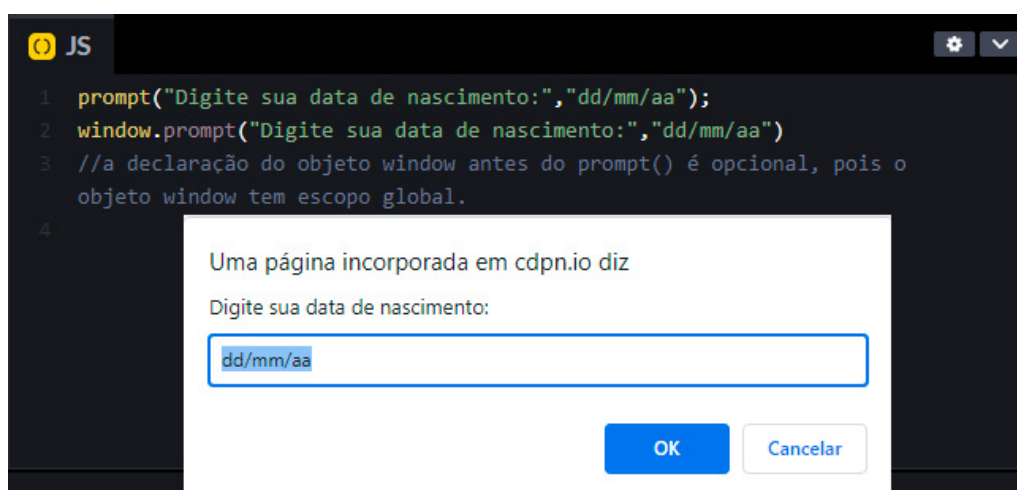 JS
1 prompt("Digite sua data de nascimento:","dd/mm/aa");
2 window.prompt("Digite sua data de nascimento:","dd/mm/aa")
3 //a declaração do objeto window antes do prompt() é opcional, pois o
objeto window tem escopo global.
4
Uma página incorporada em cdpn.io diz
Digite sua data de nascimento:
dd/mm/aa
OK Cancelar